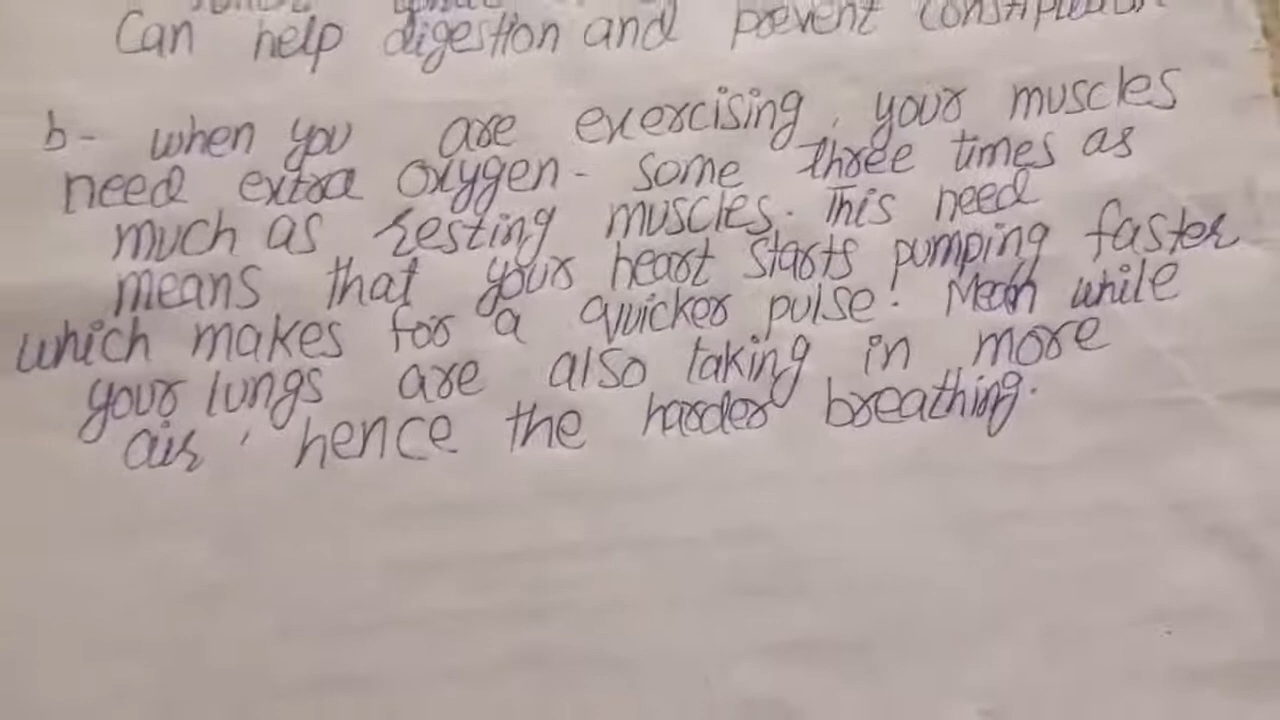 Can help digestion and prevent constipation
b- when you are exercising, your muscles
need extra oxygen - some three times as
much as resting muscles. This need
means that your heart starts pumping faster
which makes for a quicker pulse. Mean while
your lungs are also taking in more
air, hence the harder breathing.